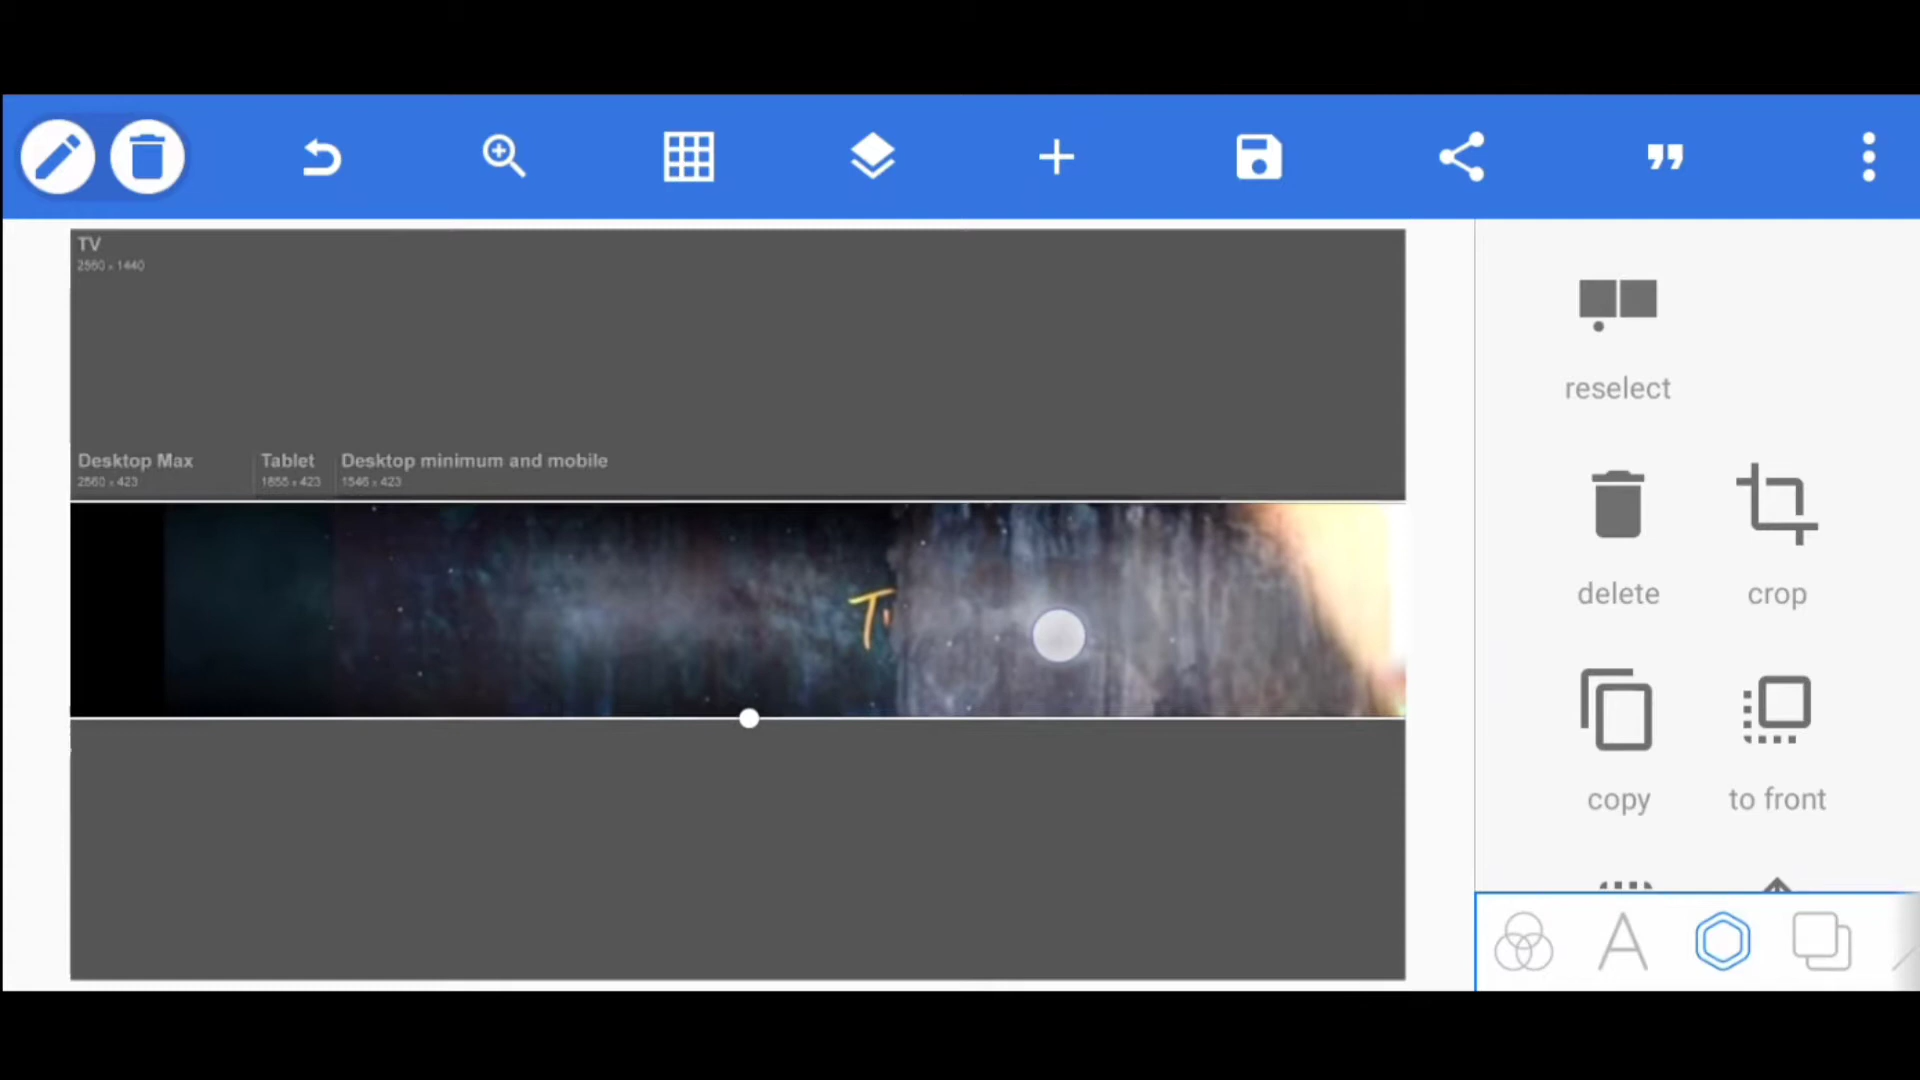 TV
2560 x 1440
Desktop Max
2560 x 423
Tablet
1855 x 423
Desktop minimum and mobile
1546 x 423
reselect
delete
crop
copy
to front